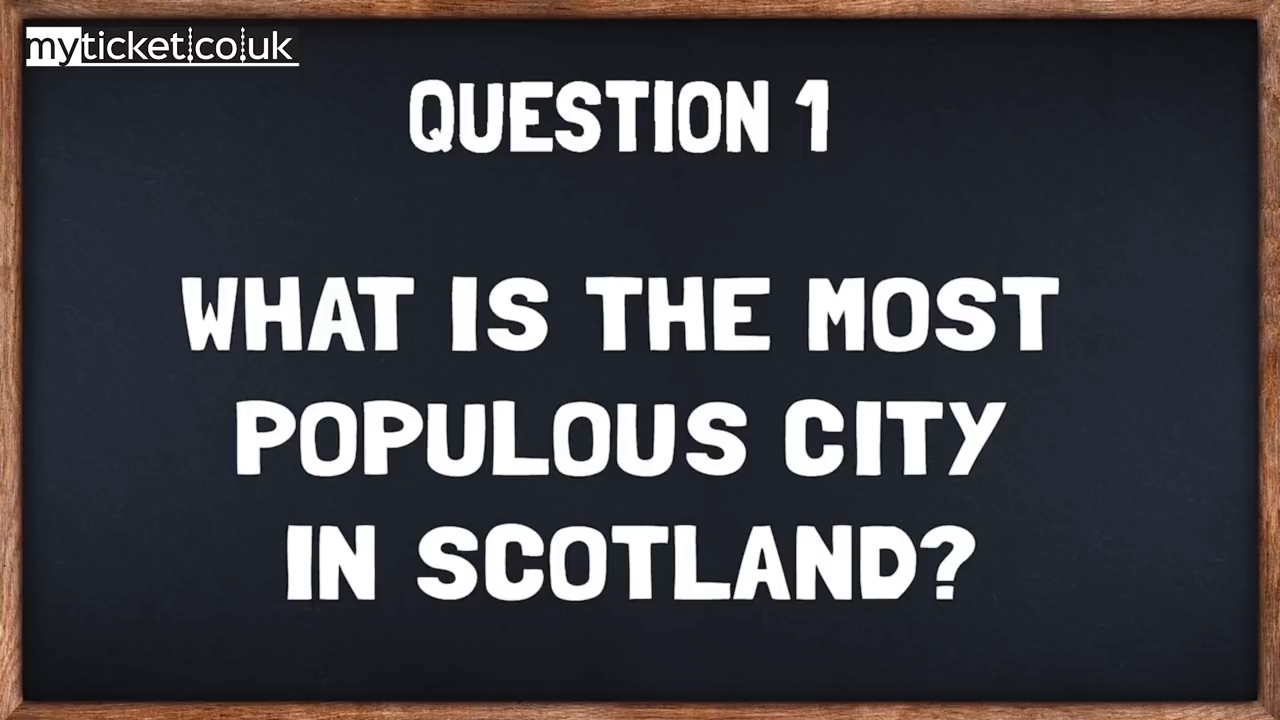 myticket.co.uk
QUESTION 1
WHAT IS THE MOST
POPULOUS CITY
IN SCOTLAND?